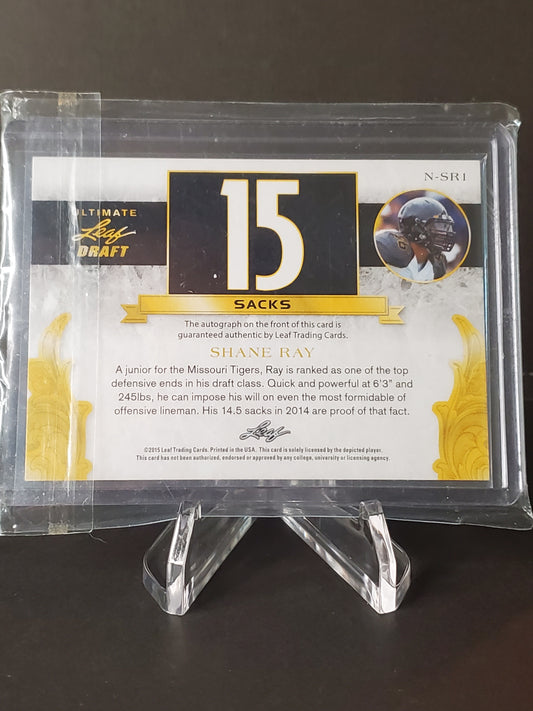 N-SR1
ULTIMATE
Leaf
DRAFT
15
SACKS
The autograph on the front of this card is
guaranteed authentic by Leaf Trading Cards.
SHANE RAY
A junior for the Missouri Tigers, Ray is ranked as one of the top
defensive ends in his draft class. Quick and powerful at 6'3" and
245lbs, he can impose his will on even the most formidable of
offensive lineman. His 14.5 sacks in 2014 are proof of that fact.
Leaf
©2015 Leaf Trading Cards. Printed in the USA. This card is solely licensed by the depicted player.
This card has not been authorized, endorsed or approved by any college, university or licensing agency.